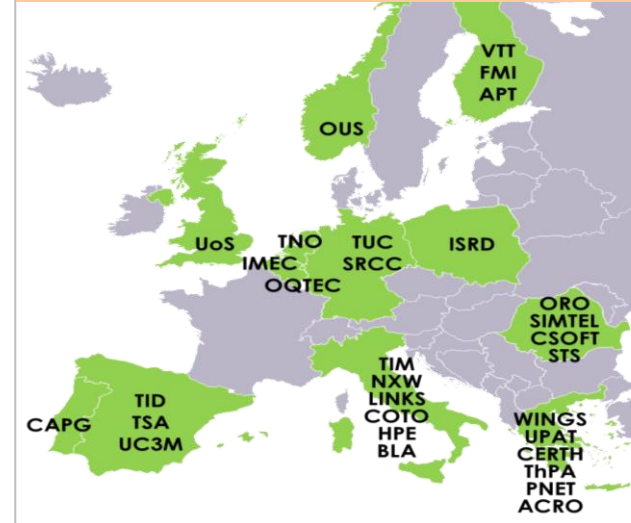 VTT
FMI
APT
OUS
UoS
TNO
IMEC
OQTEC
TUC
SRCC
ISRD
ORO
SIMTEL
CSOFT
STS
CAPG
TID
TSA
UC3M
TIM
NXW
LINKS
COTO
HPE
BLA
WINGS
UPAT
CERTH
ThPA
PNET
ACRO